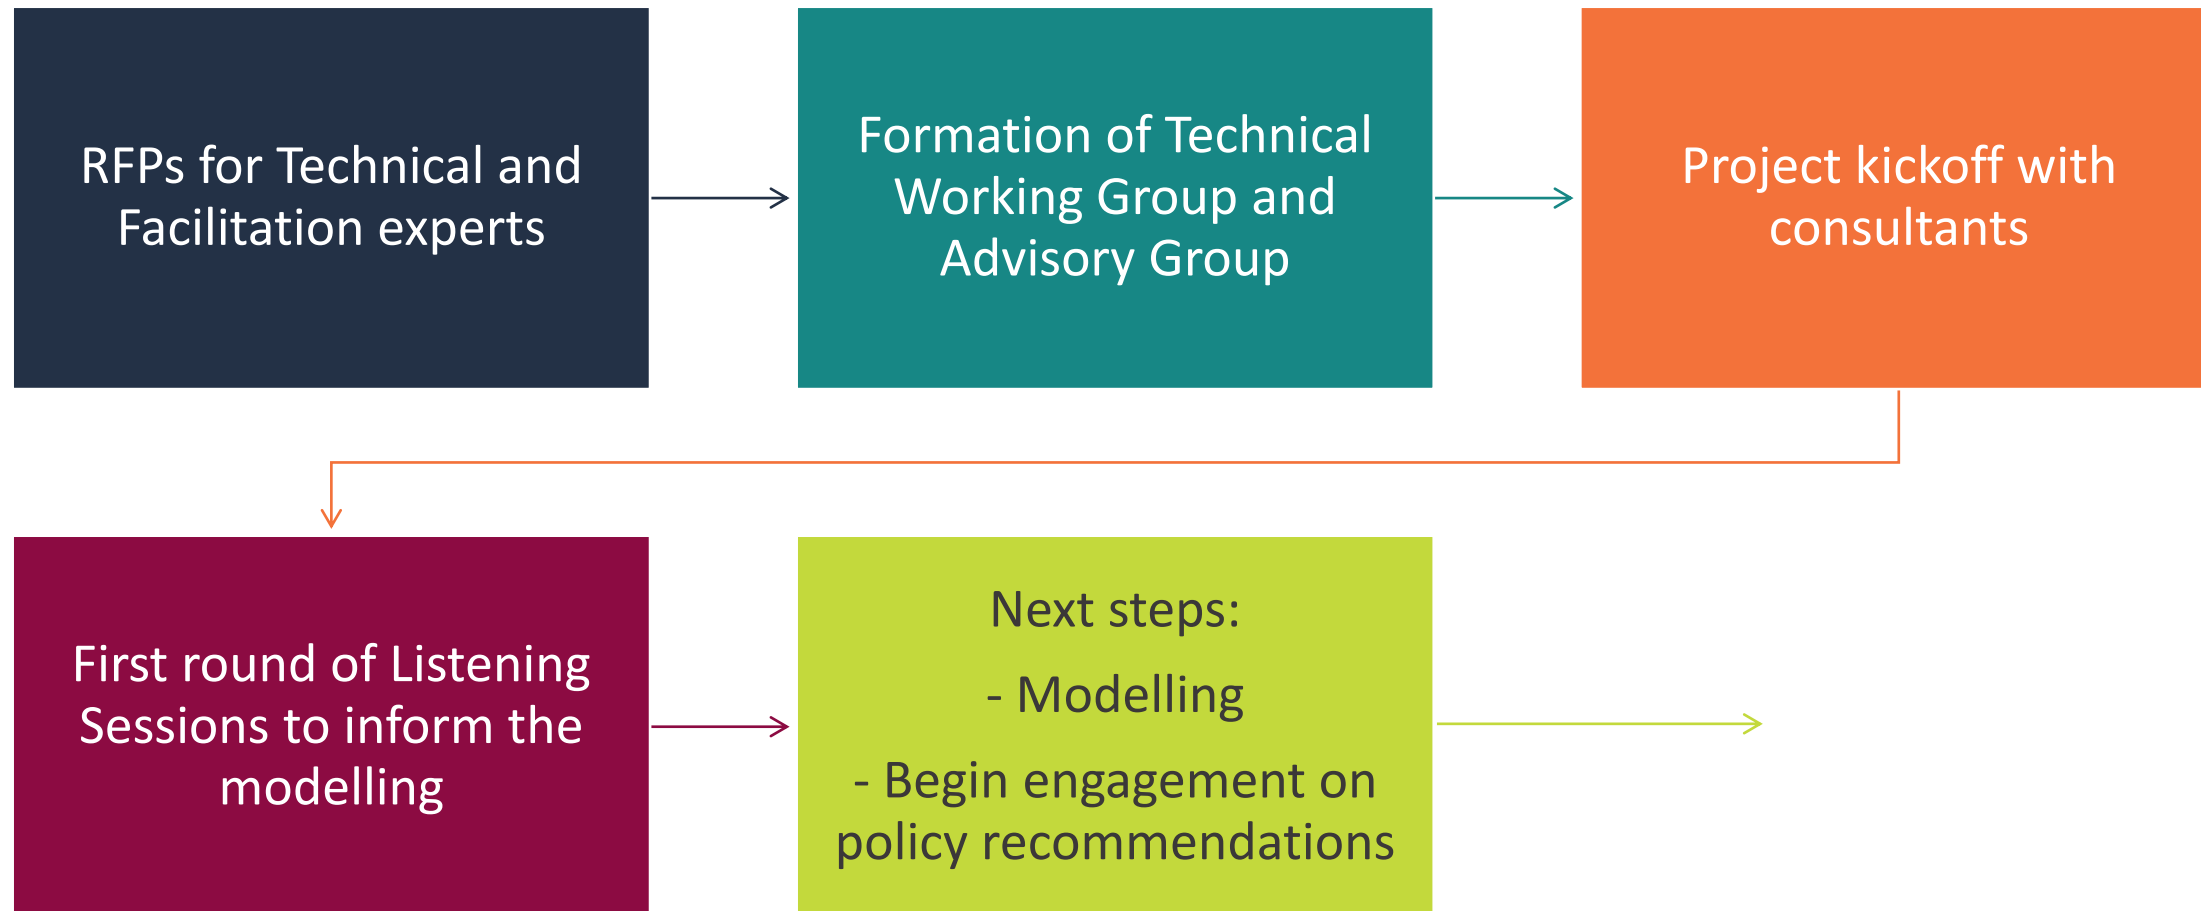 RFPs for Technical and
Facilitation experts
Formation of Technical
Working Group and
Advisory Group
Project kickoff with
consultants
First round of Listening
Sessions to inform the
modelling
Next steps:
- Modelling
- Begin engagement on
policy recommendations